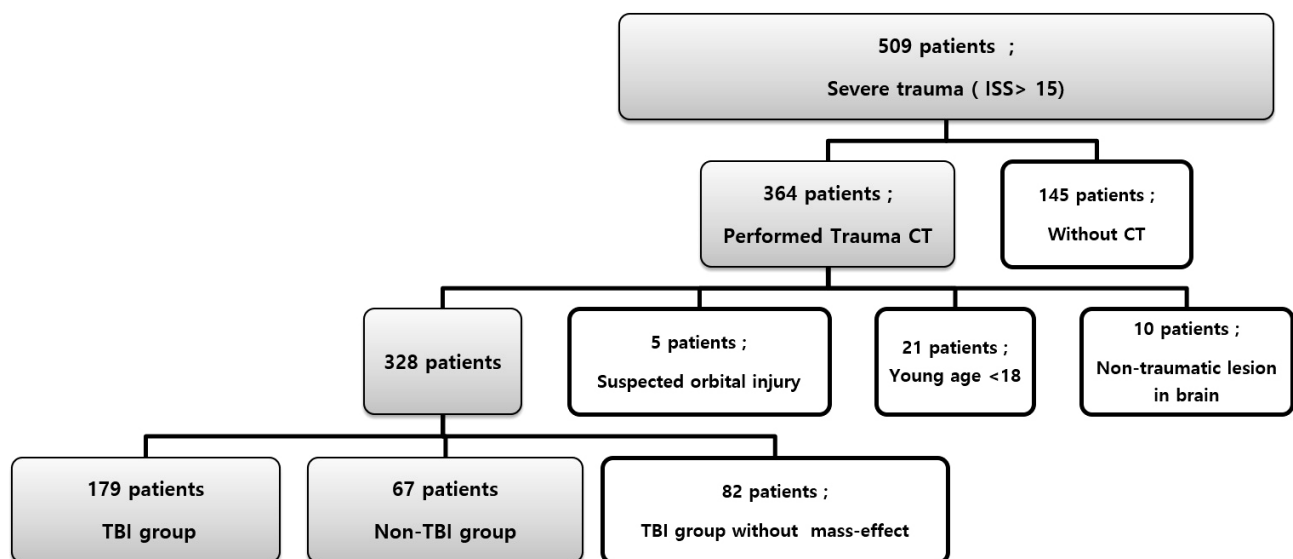 509 patients ;
Severe trauma ( ISS> 15)
364 patients ;
Performed Trauma CT
145 patients ;
Without CT
328 patients
5 patients ;
Suspected orbital injury
21 patients ;
Young age <18
10 patients ;
Non-traumatic lesion
in brain
179 patients
TBI group
67 patients
Non-TBI group
82 patients ;
TBI group without mass-effect